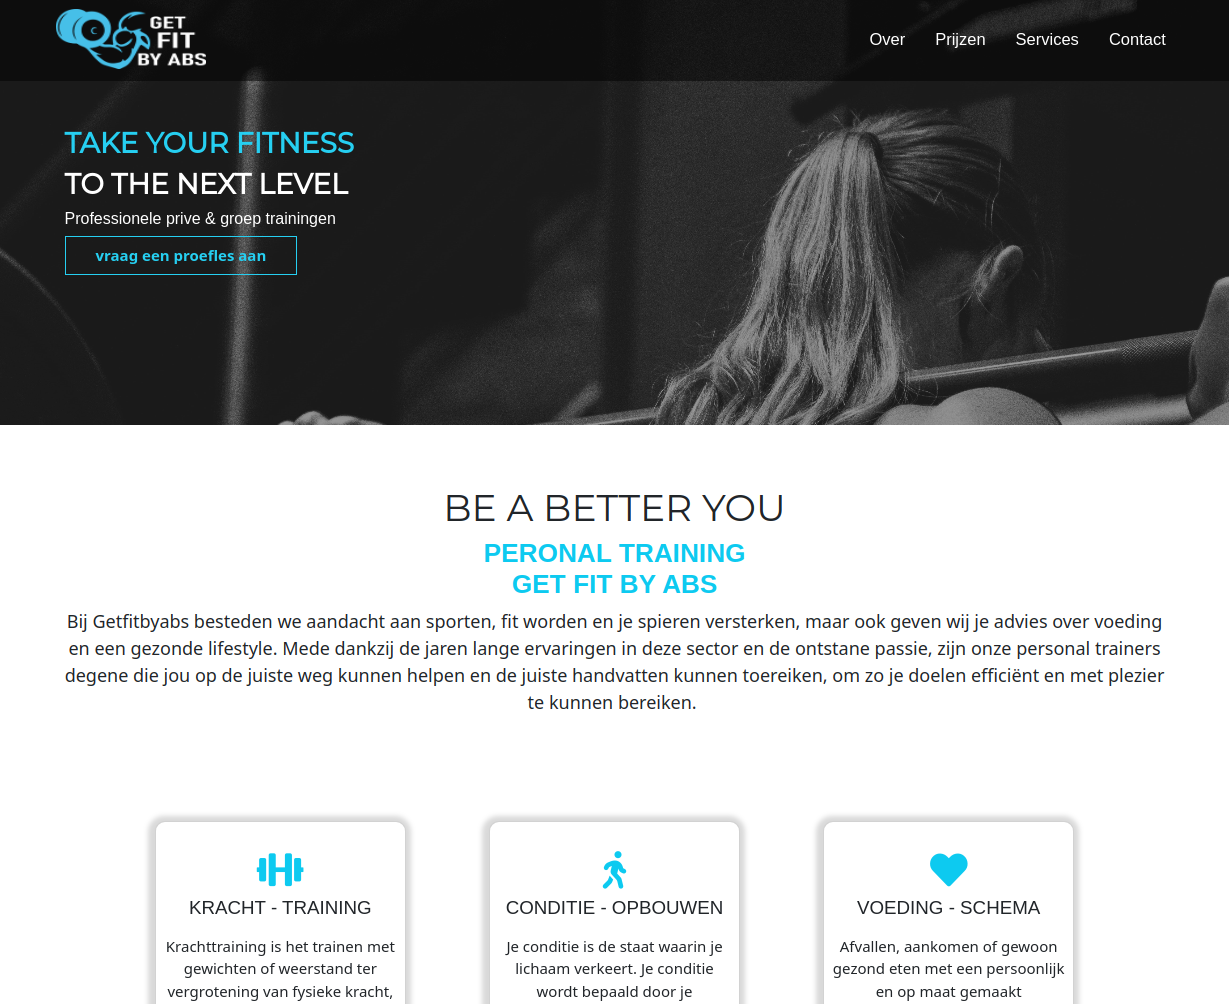 GET
FIT
BY ABS
Over Prijzen Services Contact
TAKE YOUR FITNESS
TO THE NEXT LEVEL
Professionele prive & groep trainingen
vraag een proefles aan
BE A BETTER YOU
PERONAL TRAINING
GET FIT BY ABS
Bij Getfitbyabs besteden we aandacht aan sporten, fit worden en je spieren versterken, maar ook geven wij je advies over voeding
en een gezonde lifestyle. Mede dankzij de jaren lange ervaringen in deze sector en de ontstane passie, zijn onze personal trainers
degene die jou op de juiste weg kunnen helpen en de juiste handvatten kunnen toereiken, om zo je doelen efficiënt en met plezier
te kunnen bereiken.
KRACHT - TRAINING
Krachttraining is het trainen met
gewichten of weerstand ter
vergrotening van fysieke kracht,
CONDITIE - OPBOUWEN
Je conditie is de staat waarin je
lichaam verkeert. Je conditie
wordt bepaald door je
VOEDING - SCHEMA
Afvallen, aankomen of gewoon
gezond eten met een persoonlijk
en op maat gemaakt